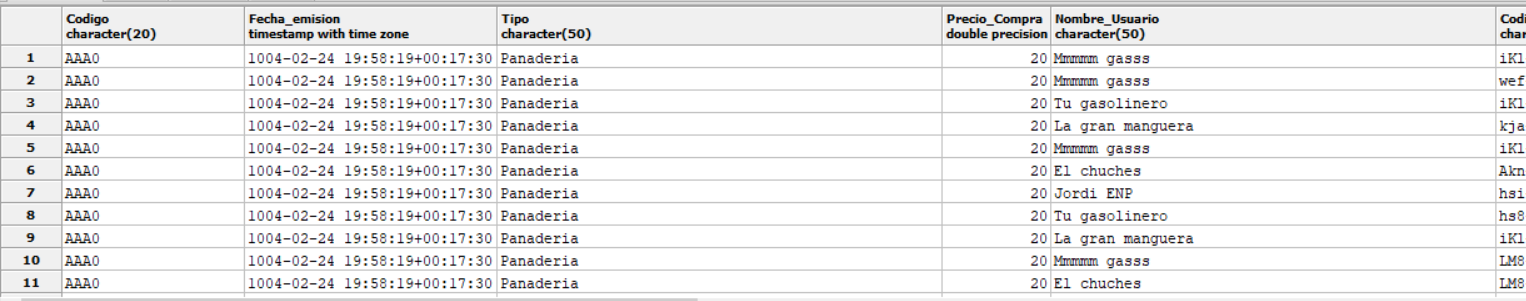 Codigo Fecha_emision Tipo Precio_Compra Nombre_Usuario Codi
character(20) timestamp with time zone character(50) double precision character(50) char
1 AAA0 1004-02-24 19:58:19+00:17:30 Panaderia 20 Mmmmm gasss iKl
2 AAA0 1004-02-24 19:58:19+00:17:30 Panaderia 20 Mmmmm gasss wef
3 AAA0 1004-02-24 19:58:19+00:17:30 Panaderia 20 Tu gasolinero iKl
4 AAA0 1004-02-24 19:58:19+00:17:30 Panaderia 20 La gran manguera kja
5 AAA0 1004-02-24 19:58:19+00:17:30 Panaderia 20 Mmmmm gasss iKl
6 AAA0 1004-02-24 19:58:19+00:17:30 Panaderia 20 El chuches Akn
7 AAA0 1004-02-24 19:58:19+00:17:30 Panaderia 20 Jordi ENP hsi
8 AAA0 1004-02-24 19:58:19+00:17:30 Panaderia 20 Tu gasolinero hs8
9 AAA0 1004-02-24 19:58:19+00:17:30 Panaderia 20 La gran manguera iKl
10 AAA0 1004-02-24 19:58:19+00:17:30 Panaderia 20 Mmmmm gasss LM8
11 AAA0 1004-02-24 19:58:19+00:17:30 Panaderia 20 El chuches LM8